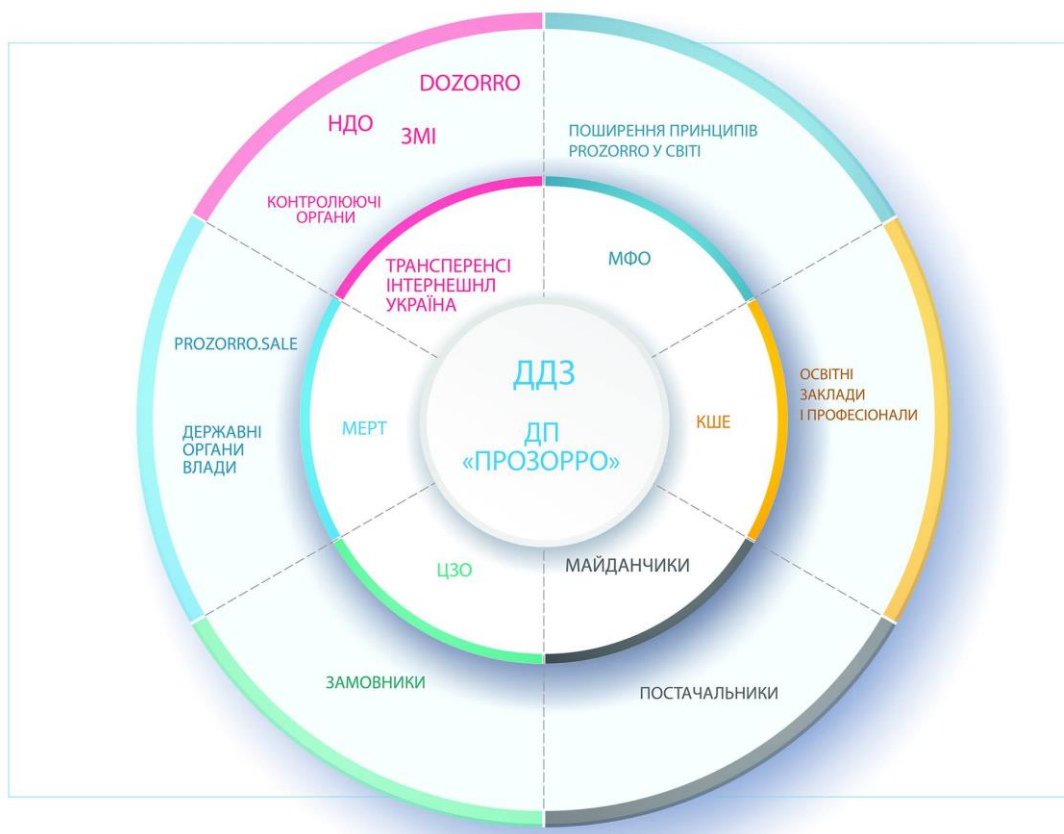 DOZORRO
НДО
ЗМІ
КОНТРОЛЮЮЧІ
ОРГАНИ
ПОШИРЕННЯ ПРИНЦИПІВ
PROZORRO У СВІТІ
ТРАНСПЕРЕНСІ
ІНТЕРНЕШНЛ
УКРАЇНА
МФО
PROZORRO.SALE
ДЕРЖАВНІ
ОРГАНИ
ВЛАДИ
МЕРТ
ДДЗ
ДП
«ПРОЗОРРО»
КШЕ
ОСВІТНІ
ЗАКЛАДИ
І ПРОФЕСІОНАЛИ
ЦЗО
МАЙДАНЧИКИ
ЗАМОВНИКИ
ПОСТАЧАЛЬНИКИ